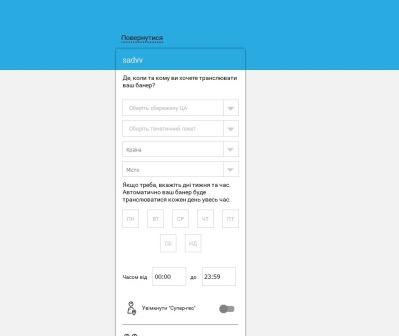 Повернутися
sadvv
Де, коли та кому ви хочете транслювати
ваш банер?
Оберіть збережену ЦА
Оберіть тематичний пакет
Країна
Місто
Якщо треба, вкажіть дні тижня та час.
Автоматично ваш банер буде
транслюватися кожен день увесь час.
ПН ВТ СР ЧТ ПТ
СБ НД
Часом від 00:00 до 23:59
Увімкнути "Супер-гео"